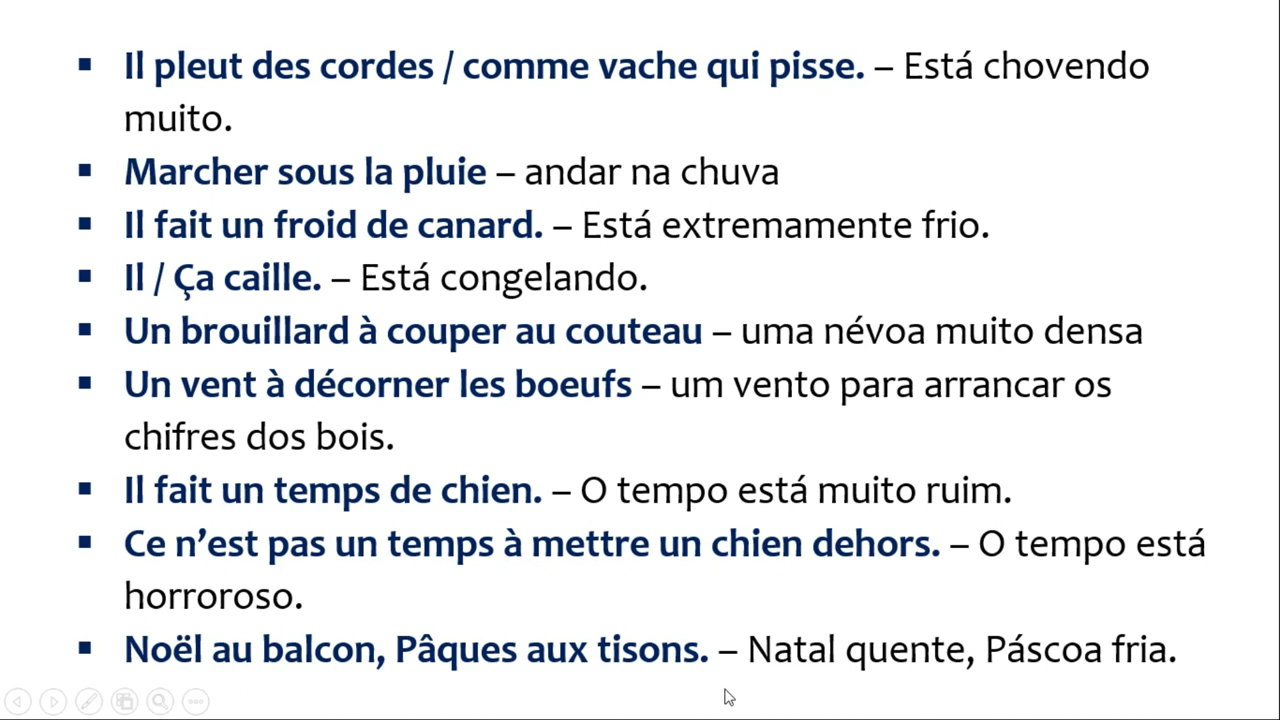 ▪ Il pleut des cordes / comme vache qui pisse. – Está chovendo
muito.
▪ Marcher sous la pluie – andar na chuva
▪ Il fait un froid de canard. – Está extremamente frio.
▪ Il / Ça caille. – Está congelando.
▪ Un brouillard à couper au couteau – uma névoa muito densa
▪ Un vent à décorner les boeufs – um vento para arrancar os
chifres dos bois.
▪ Il fait un temps de chien. – O tempo está muito ruim.
▪ Ce n’est pas un temps à mettre un chien dehors. – O tempo está
horroroso.
▪ Noël au balcon, Pâques aux tisons. – Natal quente, Páscoa fria.